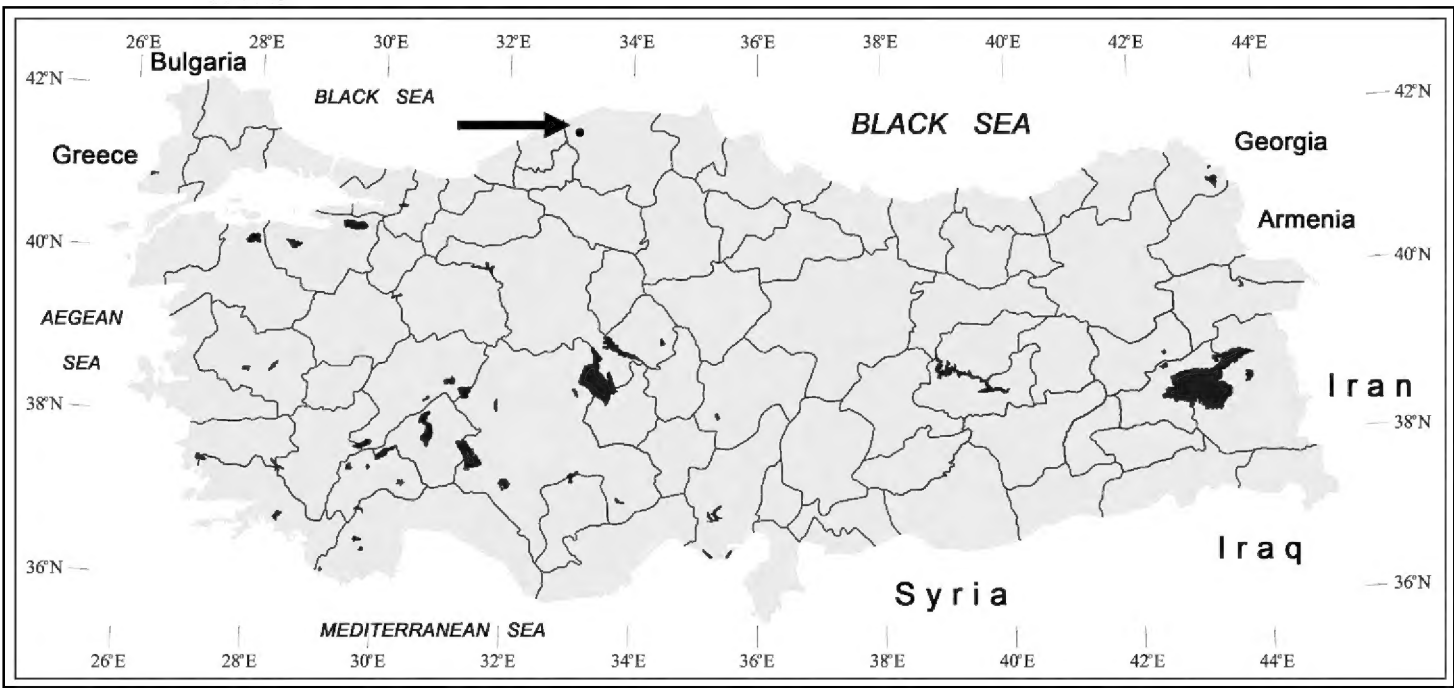 26°E 28°E 30°E 32°E 34°E 36°E 38°E 40°E 42°E 44°E
Bulgaria
42°N
BLACK SEA
42°N
BLACK SEA
Georgia
Greece
Armenia
40°N
40°N
AEGEAN
SEA
Iran
38°N
38°N
Iraq
36°N
36°N
Syria
MEDITERRANEAN SEA
26°E 28°E 30°E 32°E 34°E 36°E 38°E 40°E 42°E 44°E